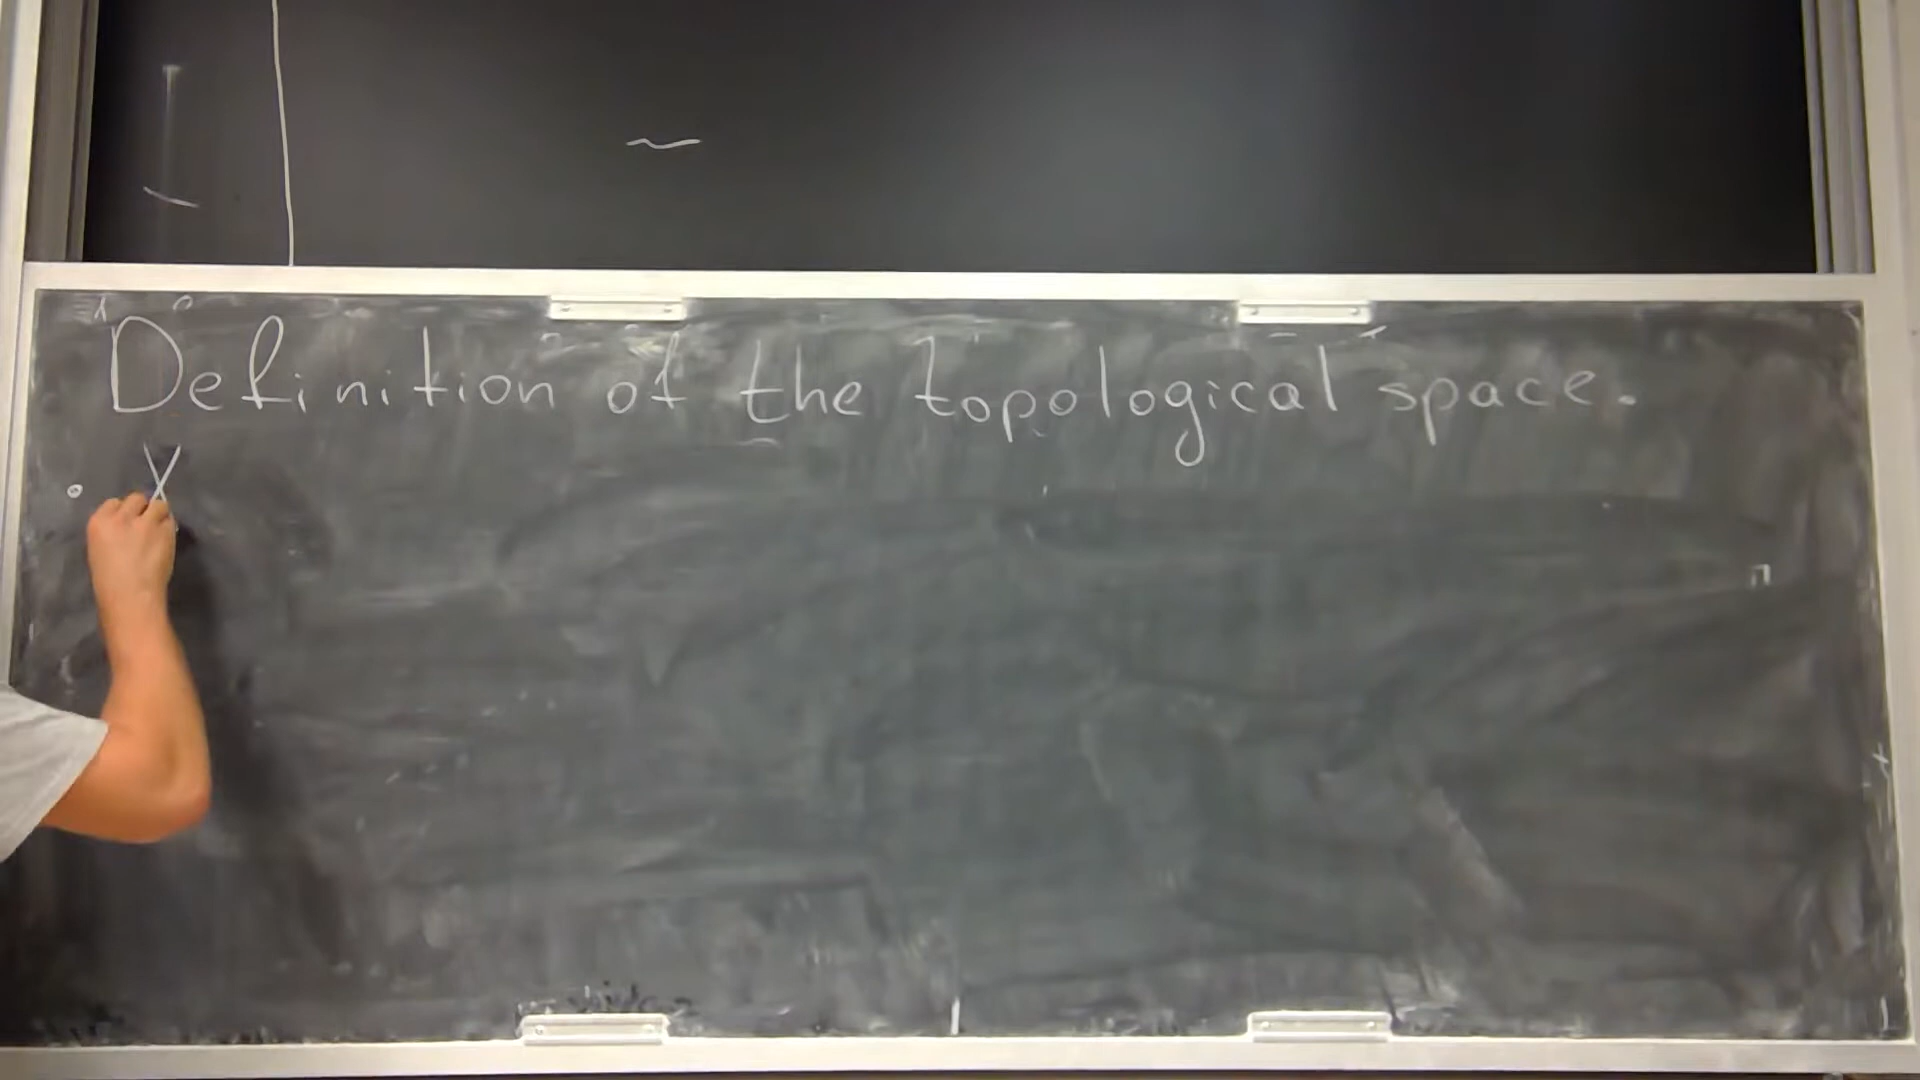 Definition of the topological space.
• X